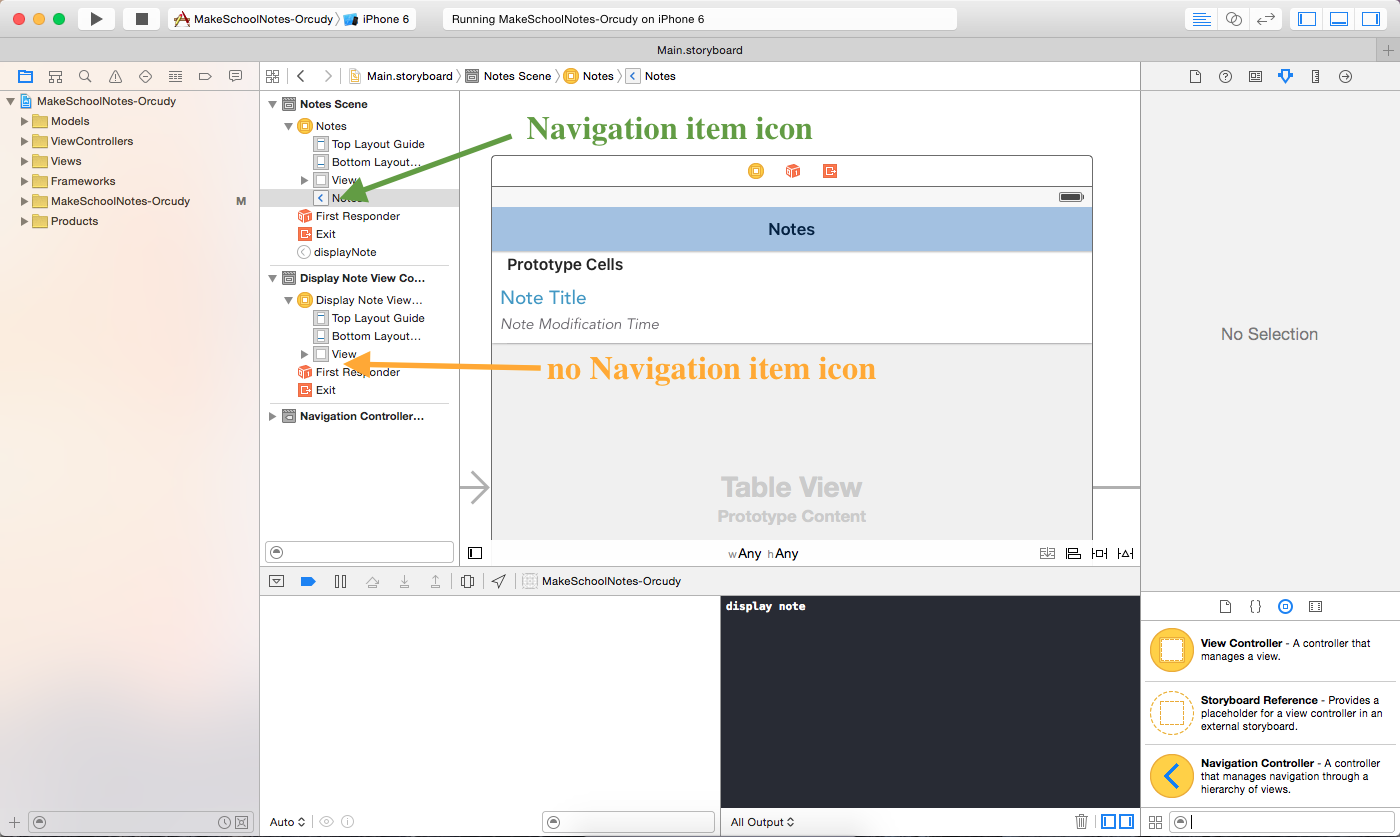 MakeSchoolNotes-Orcudy
iPhone 6
Running MakeSchoolNotes-Orcudy on iPhone 6
Main.storyboard
Main.storyboard
Notes Scene
Notes
Notes
MakeSchoolNotes-Orcudy
Models
ViewControllers
Views
Frameworks
MakeSchoolNotes-Orcudy
M
Products
Notes Scene
Notes
Top Layout Guide
Bottom Layout...
View
First Responder
Exit
displayNote
Display Note View Co...
Display Note View...
Top Layout Guide
Bottom Layout...
View
First Responder
Exit
Navigation Controller...
Navigation item icon
Notes
Prototype Cells
Note Title
Note Modification Time
no Navigation item icon
Table View
Prototype Content
wAny hAny
No Selection
MakeSchoolNotes-Orcudy
display note
Auto
All Output
View Controller - A controller that
manages a view.
Storyboard Reference - Provides a
placeholder for a view controller in an
external storyboard.
Navigation Controller - A controller
that manages navigation through a
hierarchy of views.